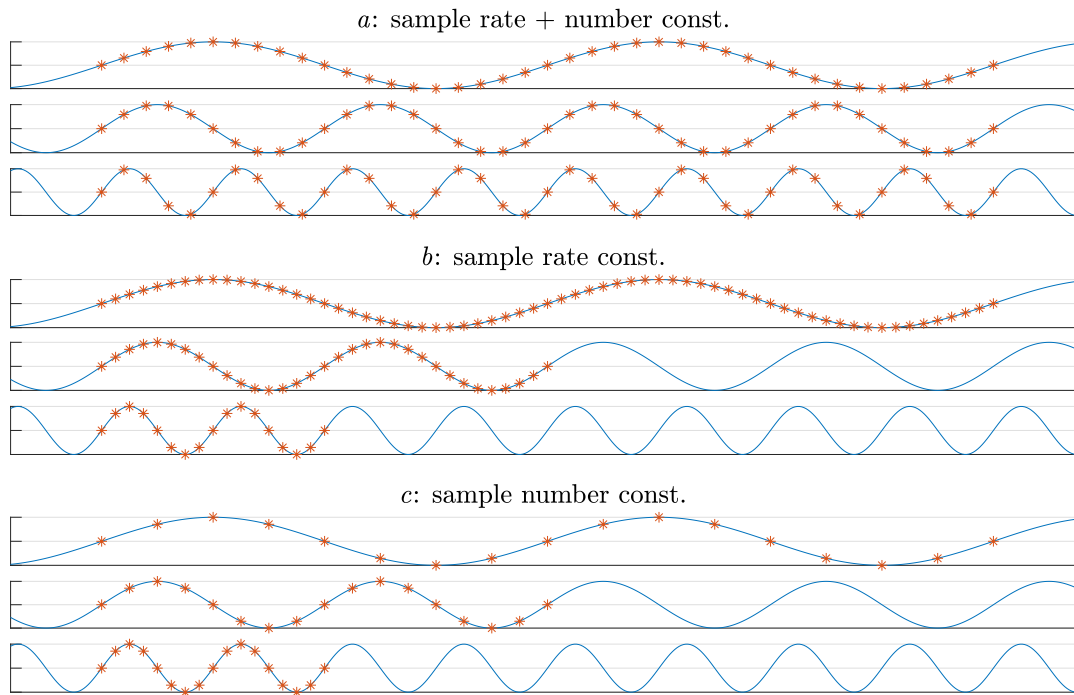 a: sample rate + number const.
b: sample rate const.
c: sample number const.